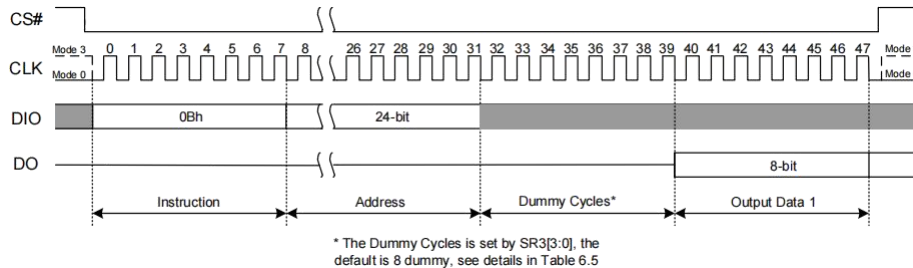 CS#
Mode 3 0 1 2 3 4 5 6 7 8 26 27 28 29 30 31 32 33 34 35 36 37 38 39 40 41 42 43 44 45 46 47 Mode
CLK
Mode 0 Mode
DIO 0Bh 24-bit
DO 8-bit
Instruction Address Dummy Cycles* Output Data 1
* The Dummy Cycles is set by SR3[3:0], the
default is 8 dummy, see details in Table 6.5